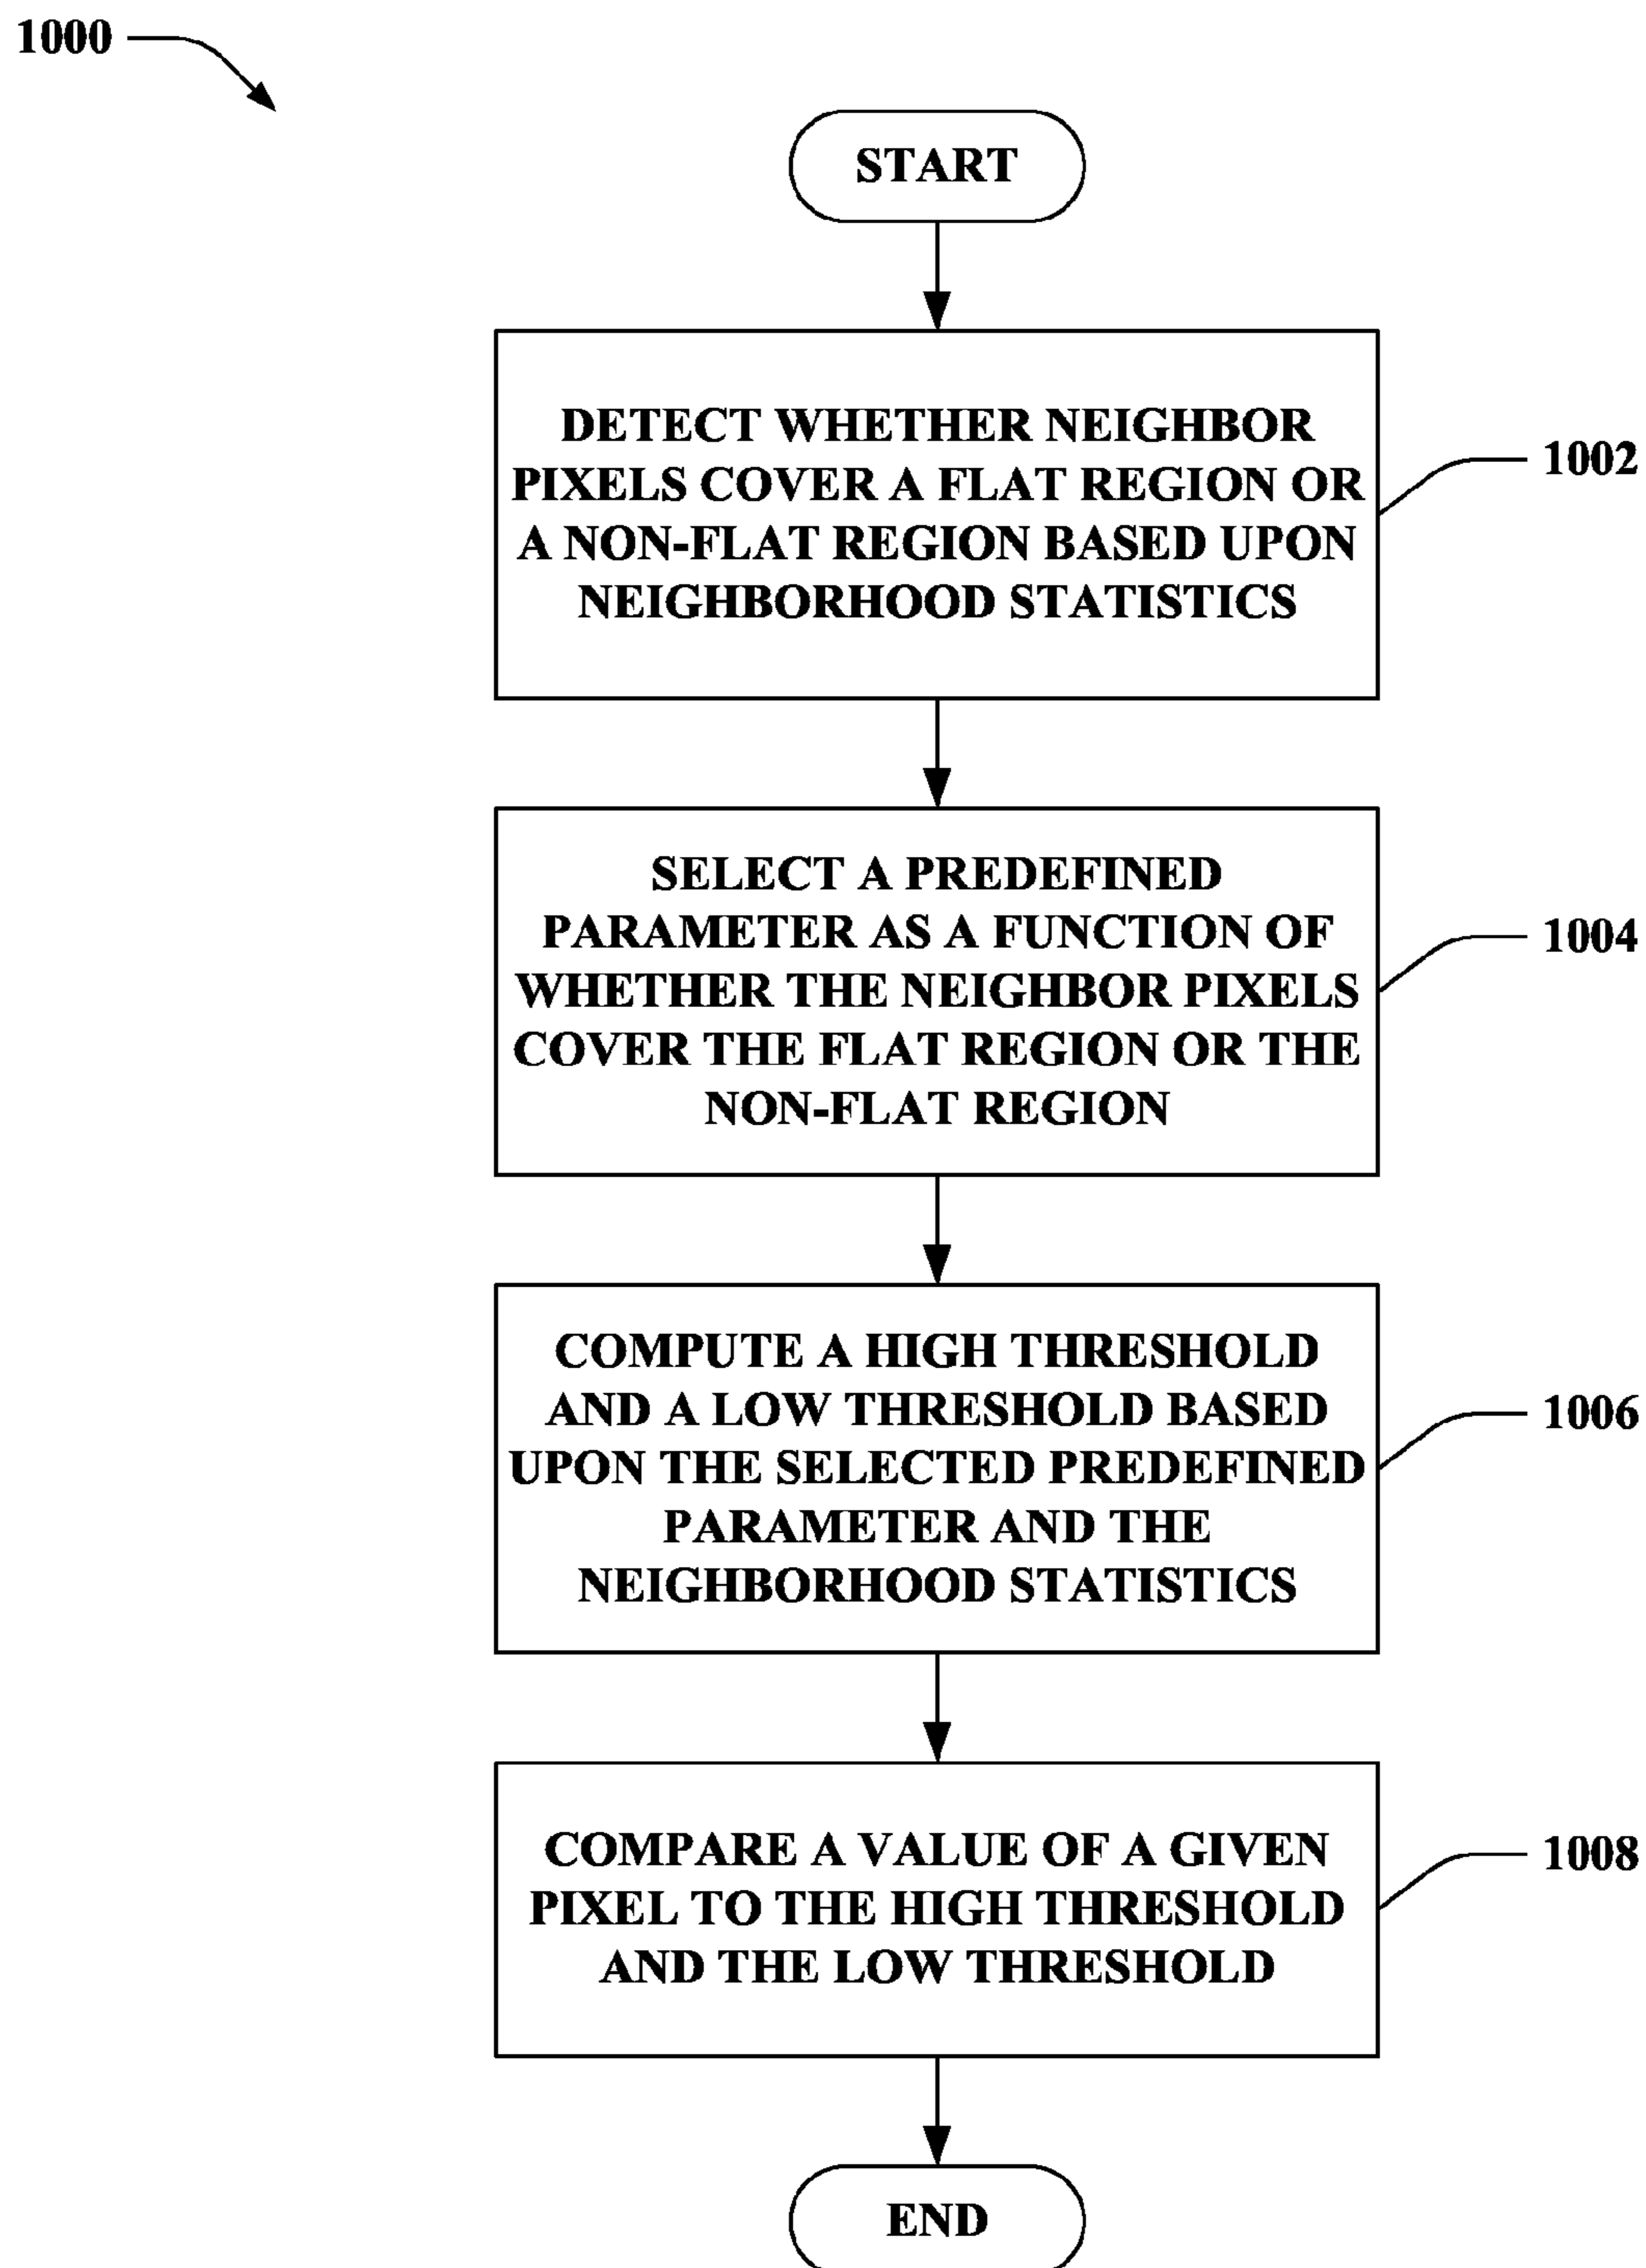 1000
START
DETECT WHETHER NEIGHBOR
PIXELS COVER A FLAT REGION OR
A NON-FLAT REGION BASED UPON
NEIGHBORHOOD STATISTICS
1002
SELECT A PREDEFINED
PARAMETER AS A FUNCTION OF
WHETHER THE NEIGHBOR PIXELS
COVER THE FLAT REGION OR THE
NON-FLAT REGION
1004
COMPUTE A HIGH THRESHOLD
AND A LOW THRESHOLD BASED
UPON THE SELECTED PREDEFINED
PARAMETER AND THE
NEIGHBORHOOD STATISTICS
1006
COMPARE A VALUE OF A GIVEN
PIXEL TO THE HIGH THRESHOLD
AND THE LOW THRESHOLD
1008
END